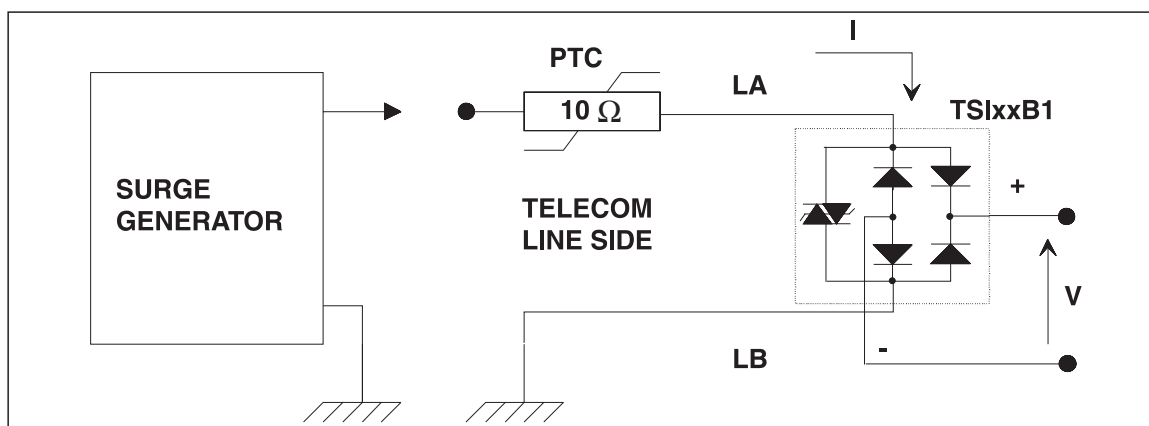 I
PTC
10 Ω
LA
TSIxxB1
SURGE
GENERATOR
TELECOM
LINE SIDE
+
V
LB
-